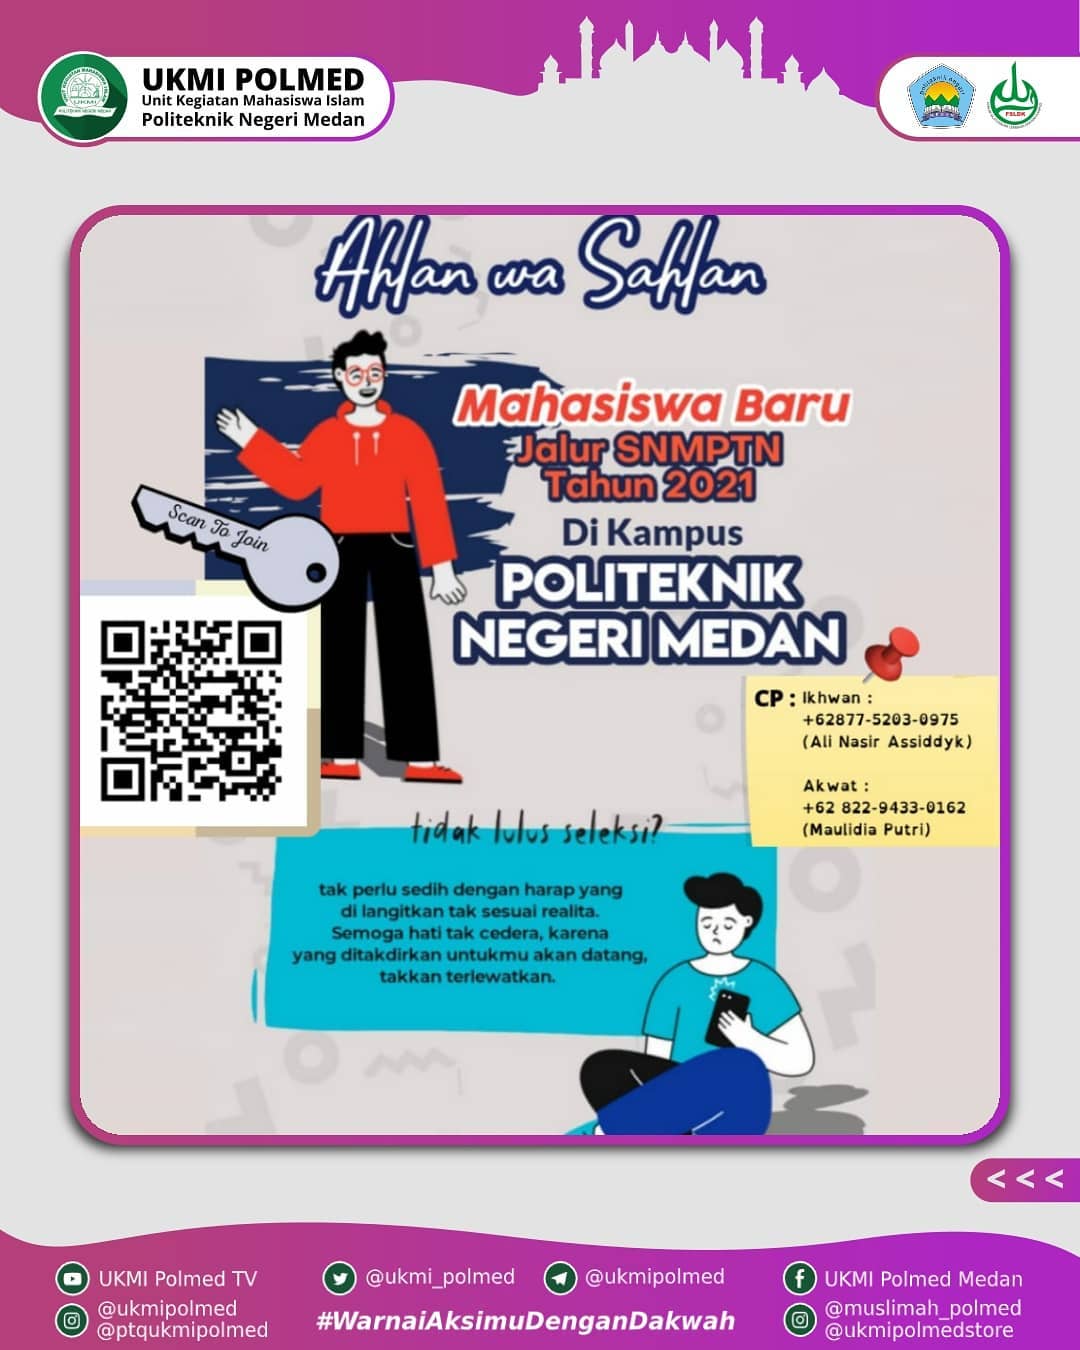 UKMI POLMED
Unit Kegiatan Mahasiswa Islam
Politeknik Negeri Medan
UKMI
FSLDK
Ahlan wa Sahlan
Mahasiswa Baru
Jalur SNMPTN
Tahun 2021
Di Kampus
POLITEKNIK
NEGERI MEDAN
Scan To Join
CP : Ikhwan :
+62877-5203-0975
(Ali Nasir Assiddyk)
Akwat :
+62 822-9433-0162
(Maulidia Putri)
tidak lulus seleksi?
tak perlu sedih dengan harap yang
di langitkan tak sesuai realita.
Semoga hati tak cedera, karena
yang ditakdirkan untukmu akan datang,
takkan terlewatkan.
<<<
UKMI Polmed TV
@ukmi_polmed
@ukmipolmed
UKMI Polmed Medan
@ukmipolmed
@ptqukmipolmed
#WarnaiAksimuDenganDakwah
@muslimah_polmed
@ukmipolmedstore